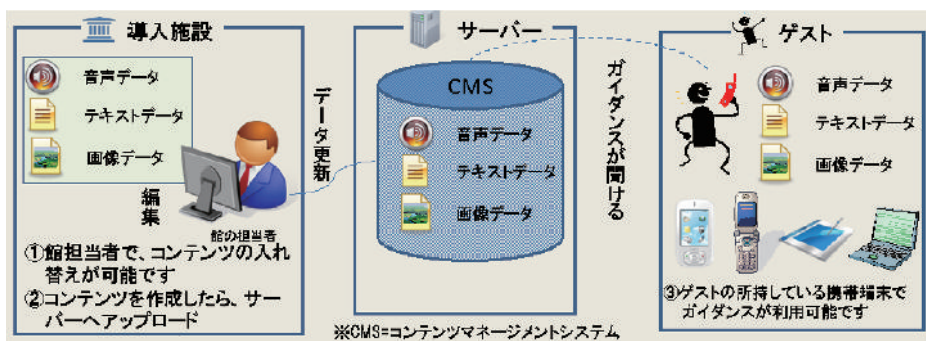 導入施設
音声データ
テキストデータ
画像データ
編集
館の担当者
①館担当者で、コンテンツの入れ
替えが可能です
②コンテンツを作成したら、サー
バーへアップロード
データ更新
サーバー
CMS
音声データ
テキストデータ
画像データ
※CMS=コンテンツマネージメントシステム
ガイダンスが聞ける
ゲスト
音声データ
テキストデータ
画像データ
③ゲストの所持している携帯端末で
ガイダンスが利用可能です